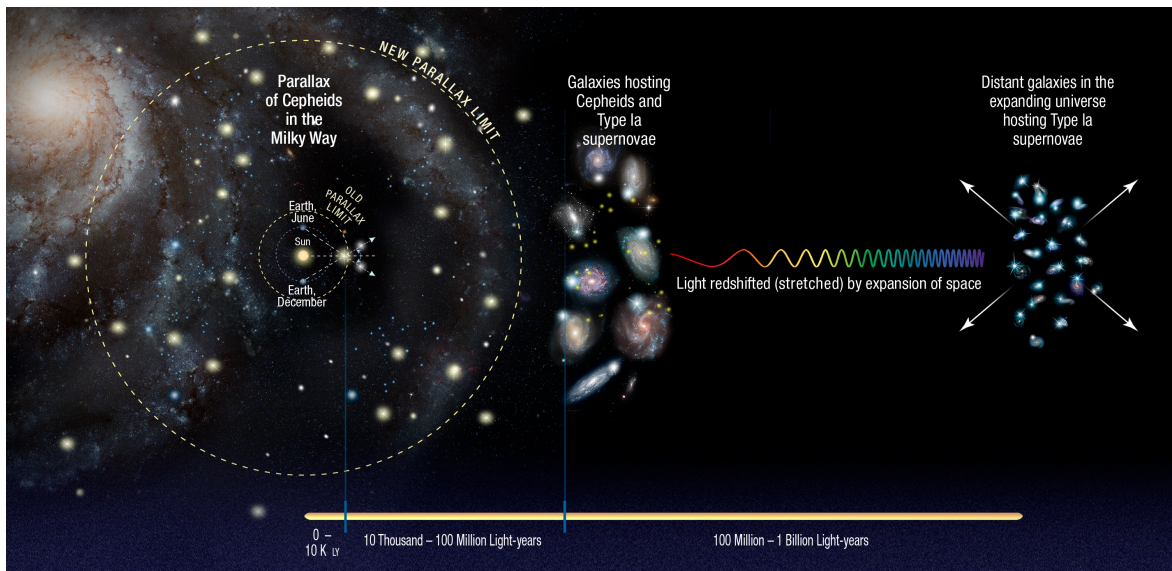 NEW PARALLAX LIMIT
Parallax
of Cepheids
in the
Milky Way
OLD
PARALLAX
LIMIT
Earth,
June
Sun
Earth,
December
Galaxies hosting
Cepheids and
Type Ia
supernovae
Light redshifted (stretched) by expansion of space
Distant galaxies in the
expanding universe
hosting Type Ia
supernovae
0 –
10 K LY
10 Thousand – 100 Million Light-years
100 Million – 1 Billion Light-years